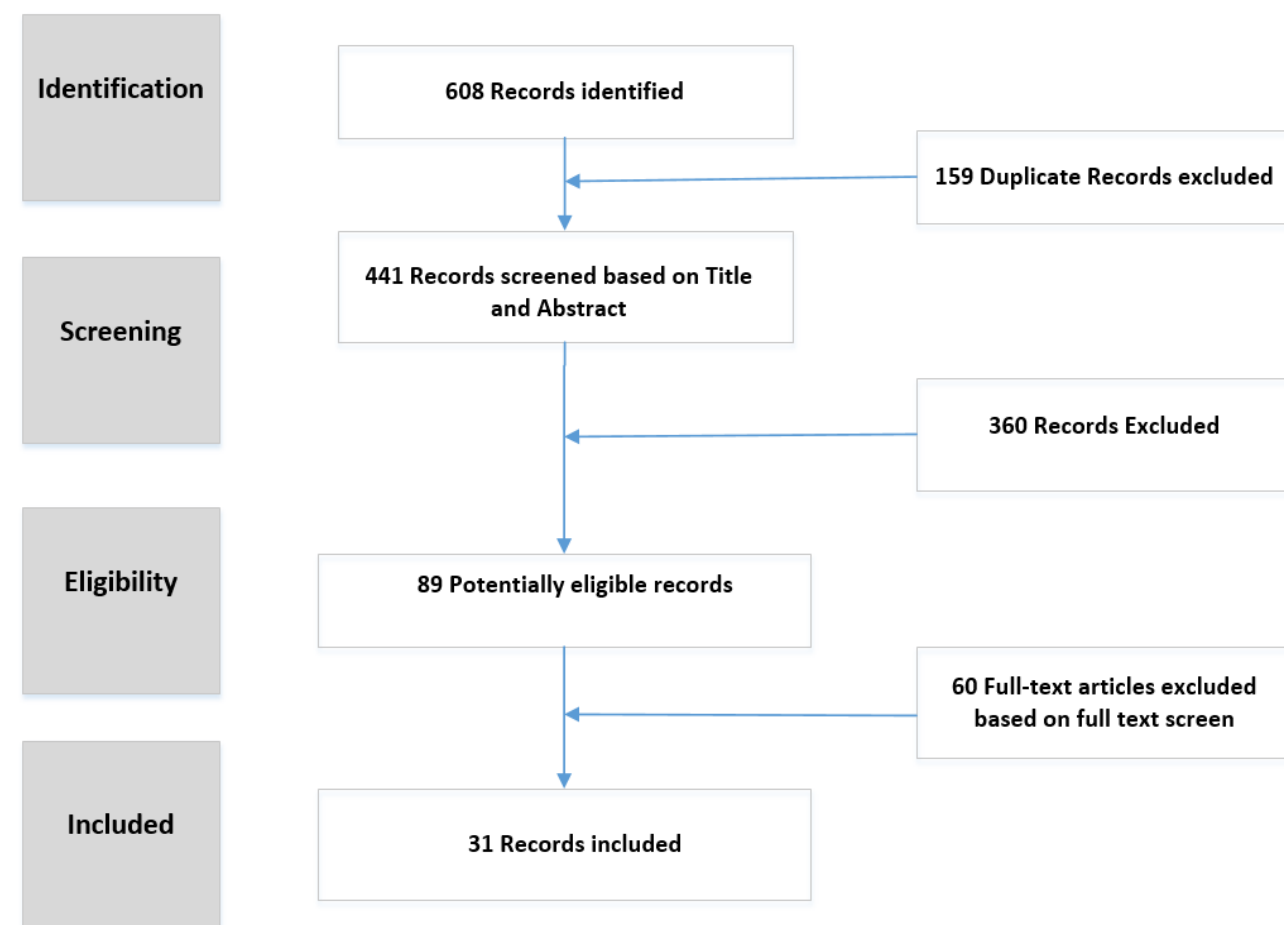 Identification
608 Records identified
159 Duplicate Records excluded
441 Records screened based on Title
and Abstract
Screening
360 Records Excluded
Eligibility
89 Potentially eligible records
60 Full-text articles excluded
based on full text screen
Included
31 Records included